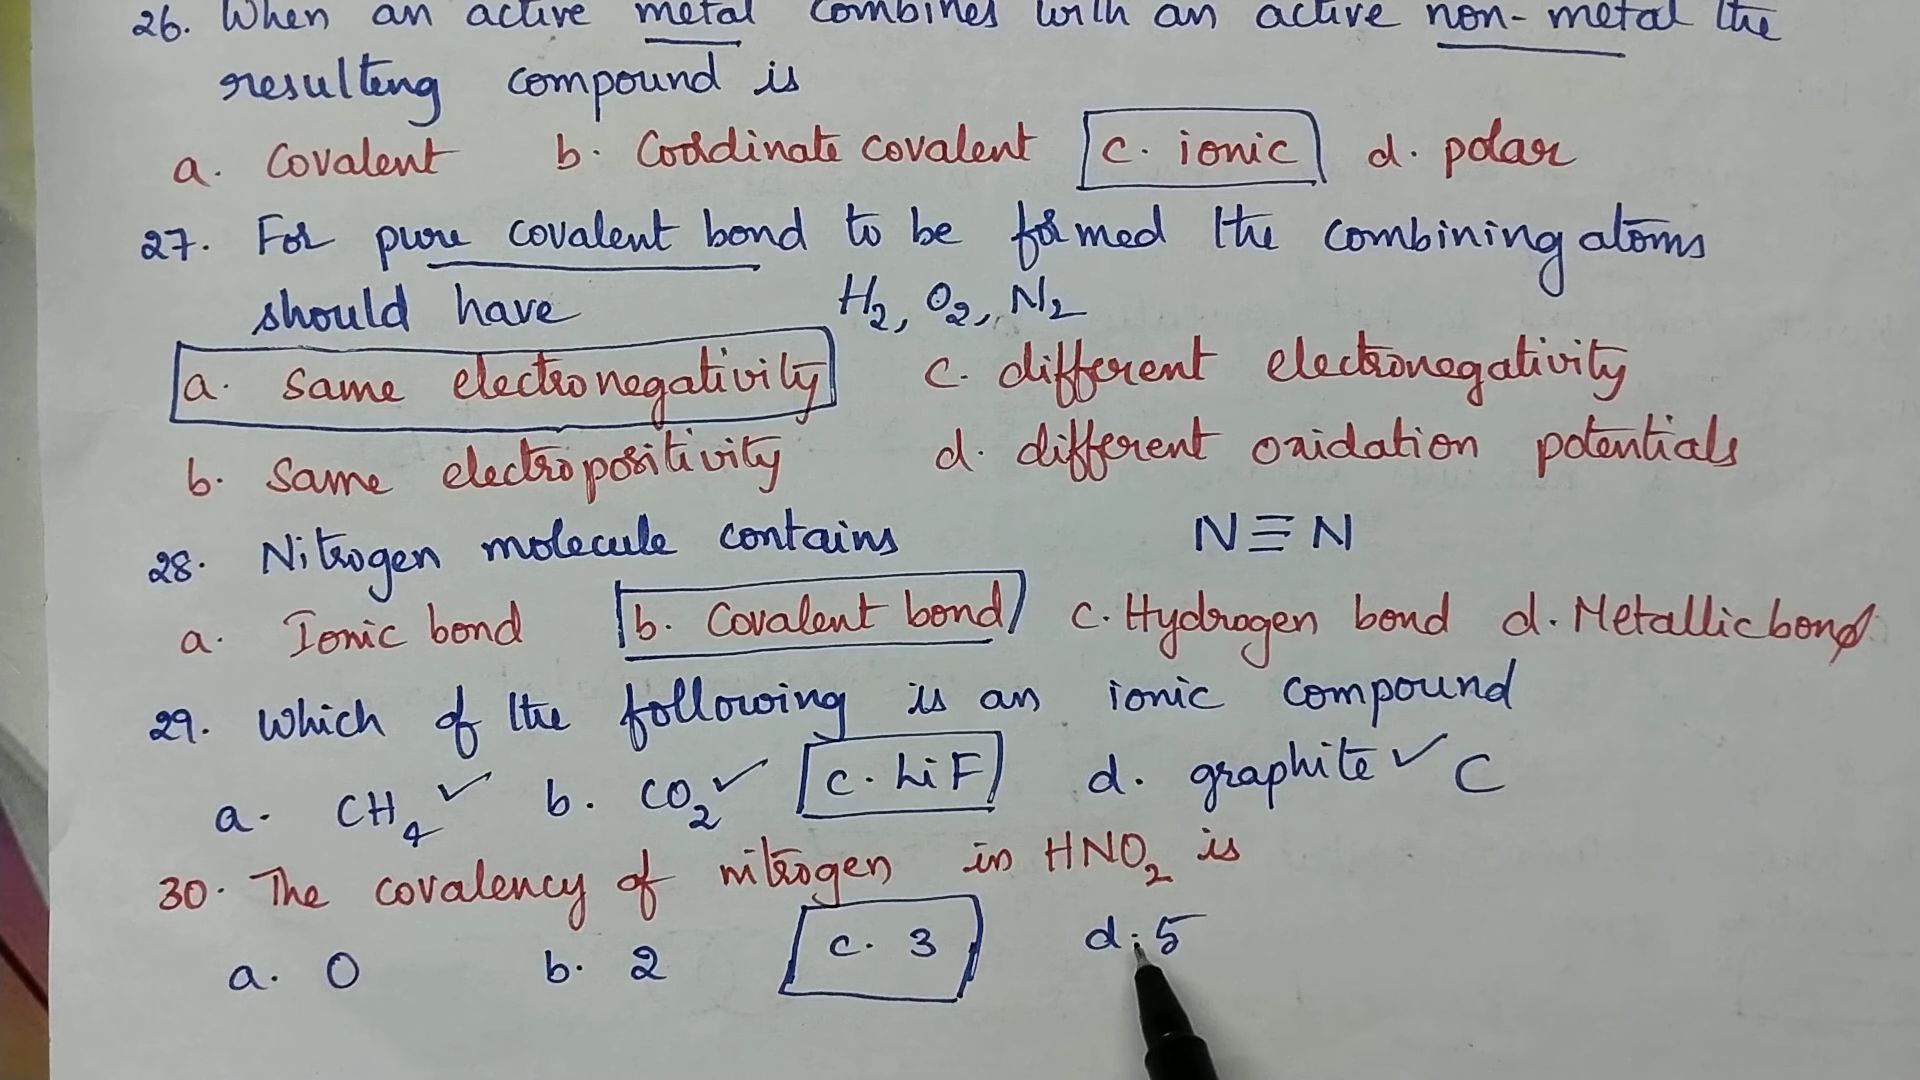 26. When an active metal combines with an active non-metal the
resulting compound is
a. Covalent b. Coordinate covalent c. ionic d. polar
27. For pure covalent bond to be formed the combining atoms
should have H₂, O₂, N₂
a. same electronegativity c. different electronegativity
b. same electropositivity d. different oxidation potentials
28. Nitrogen molecule contains N≡N
a. Ionic bond b. Covalent bond c. Hydrogen bond d. Metallic bond
29. Which of the following is an ionic compound
a. CH₄ ✓ b. CO₂ ✓ c. LiF d. graphite ✓ C
30. The covalency of nitrogen in HNO₂ is
a. 0 b. 2 c. 3 d. 5